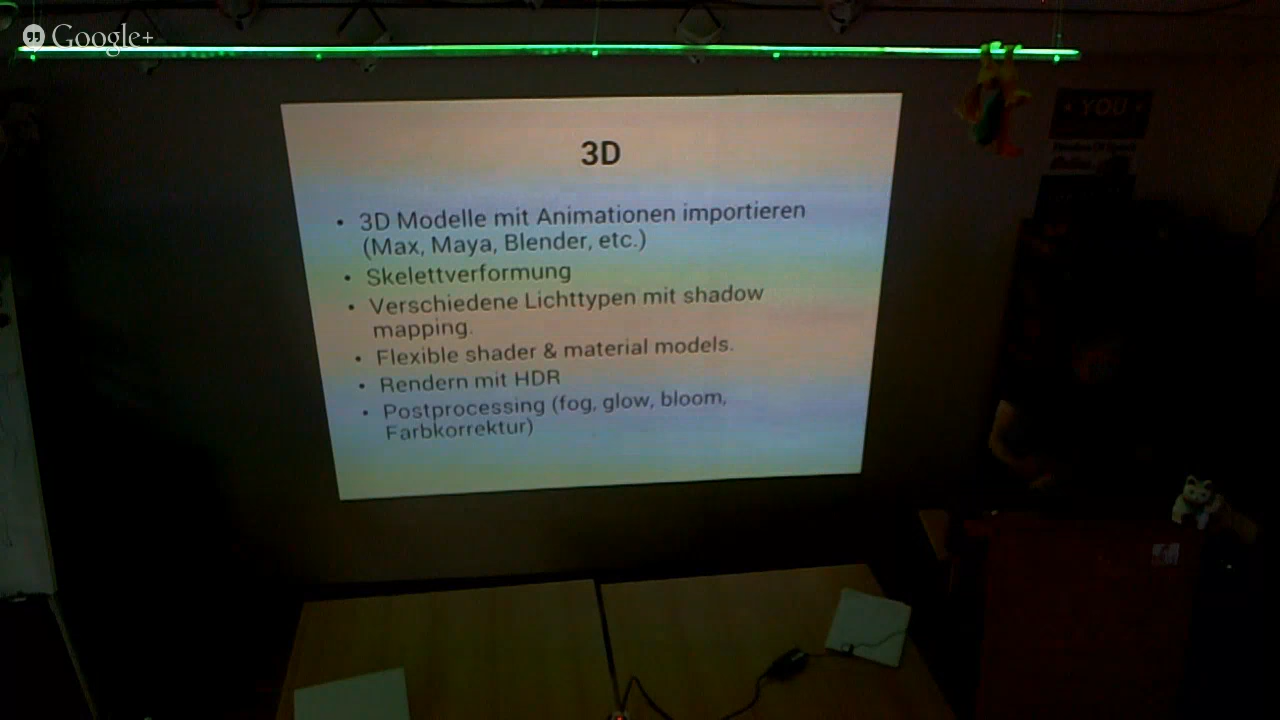 Google+
3D
• 3D Modelle mit Animationen importieren
(Max, Maya, Blender, etc.)
• Skelettverformung
• Verschiedene Lichttypen mit shadow
mapping.
• Flexible shader & material models.
• Rendern mit HDR
• Postprocessing (fog, glow, bloom,
Farbkorrektur)
YOU